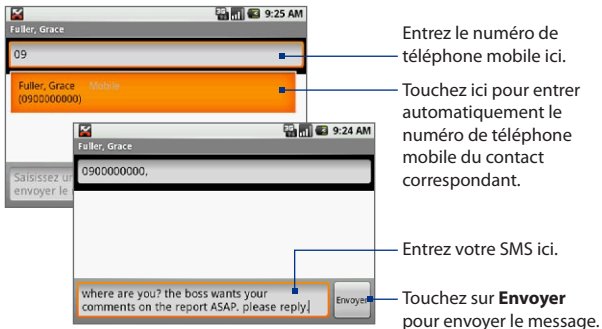 9:25 AM
Fuller, Grace
09
Fuller, Grace Mobile
(0900000000)
Saisissez un
envoyer le
9:24 AM
Fuller, Grace
0900000000,
where are you? the boss wants your
comments on the report ASAP. please reply.
Envoyer
Entrez le numéro de
téléphone mobile ici.
Touchez ici pour entrer
automatiquement le
numéro de téléphone
mobile du contact
correspondant.
Entrez votre SMS ici.
Touchez sur Envoyer
pour envoyer le message.